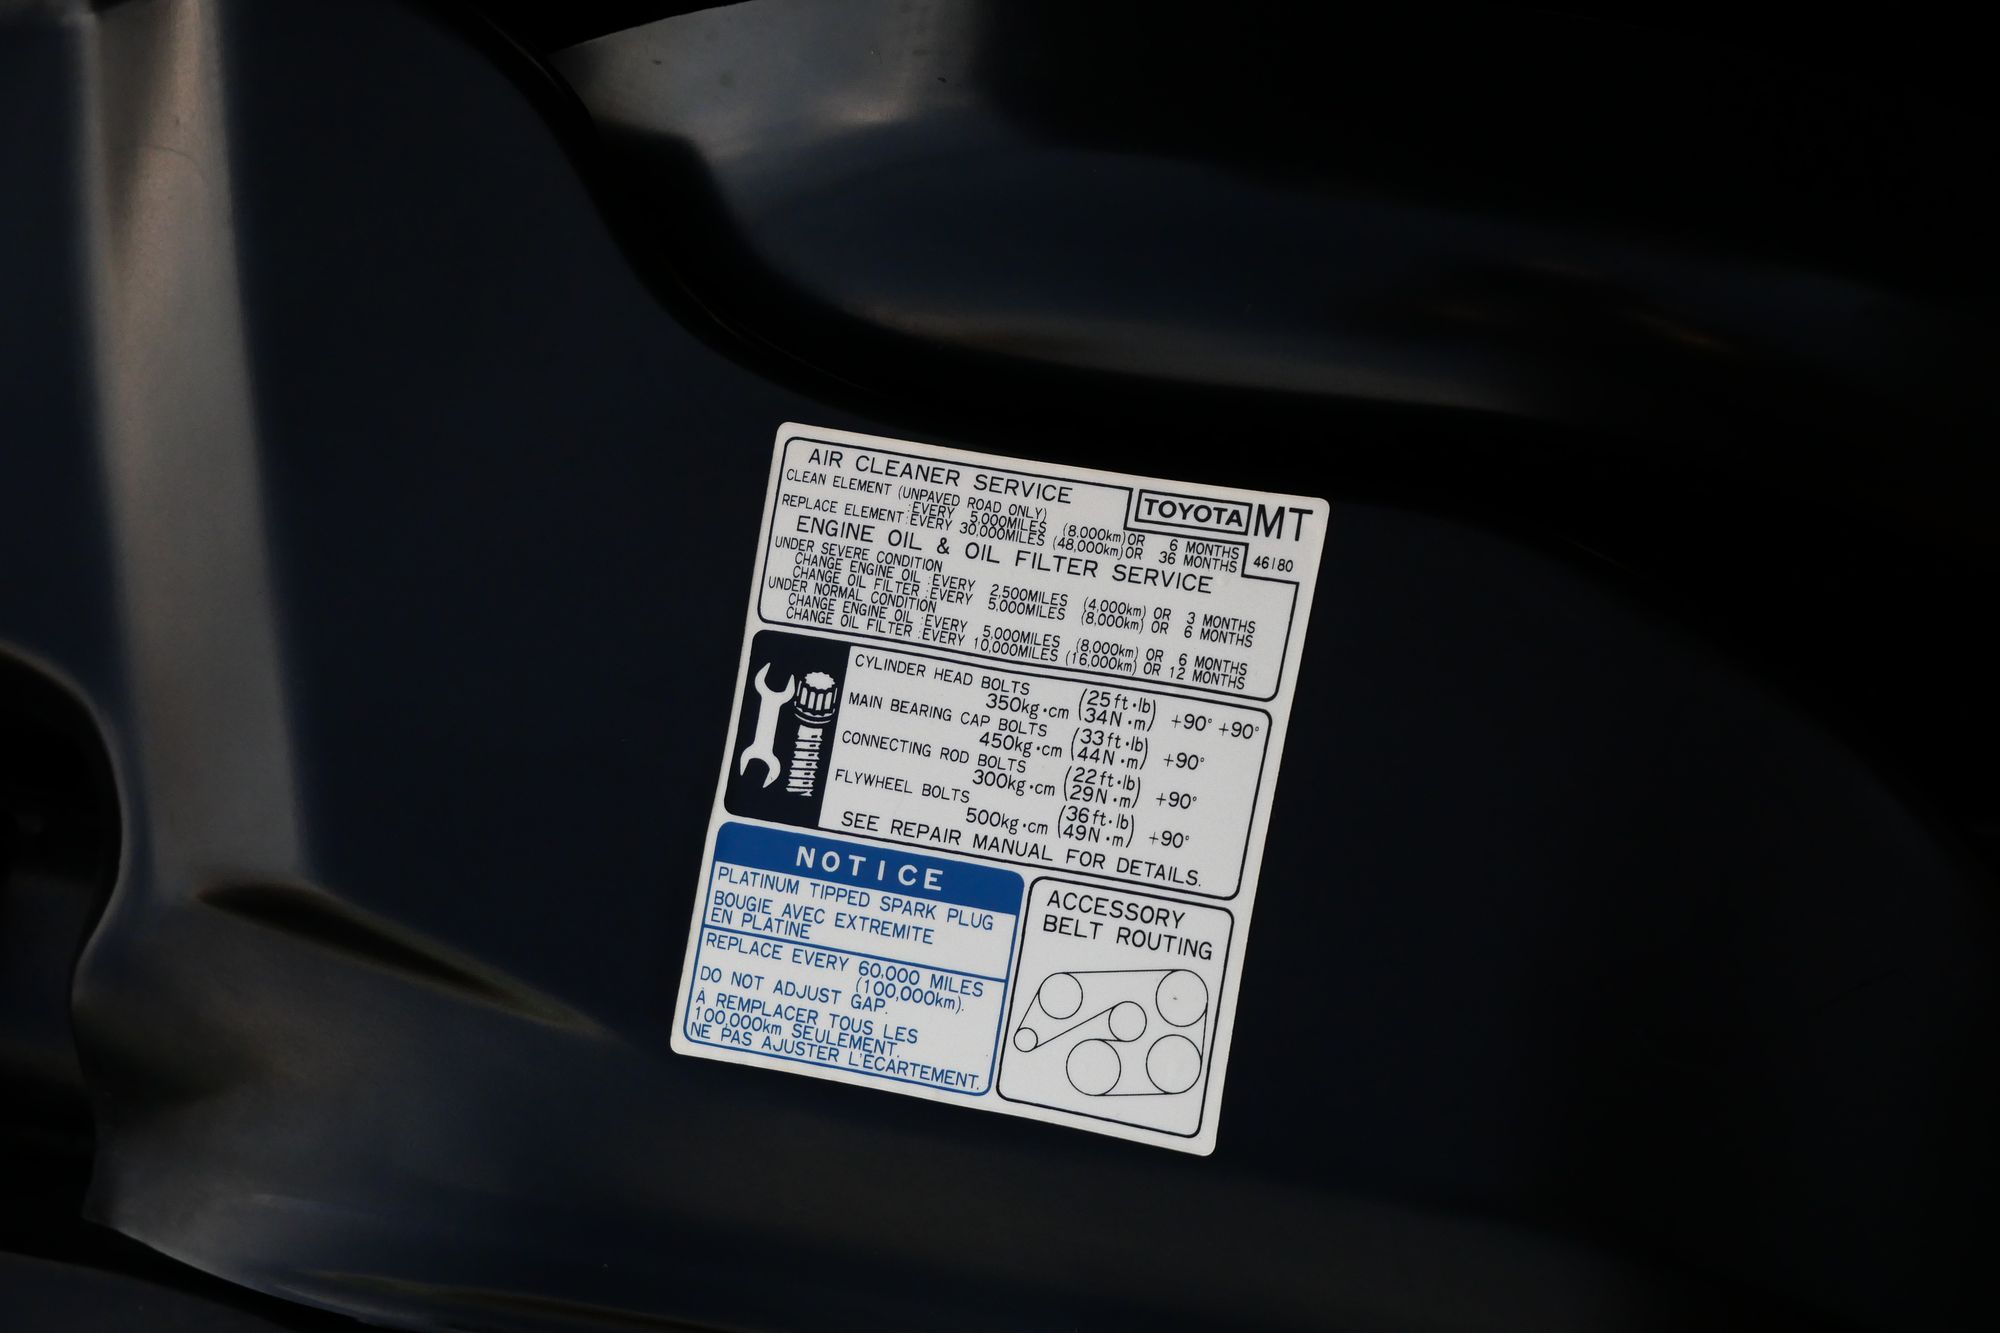 AIR CLEANER SERVICE
TOYOTA MT
CLEAN ELEMENT (UNPAVED ROAD ONLY)
:EVERY 5,000MILES (8,000km) OR 6 MONTHS
REPLACE ELEMENT:EVERY 30,000MILES (48,000km) OR 36 MONTHS
46180
ENGINE OIL & OIL FILTER SERVICE
UNDER SEVERE CONDITION
CHANGE ENGINE OIL :EVERY 2,500MILES (4,000km) OR 3 MONTHS
CHANGE OIL FILTER :EVERY 5,000MILES (8,000km) OR 6 MONTHS
UNDER NORMAL CONDITION
CHANGE ENGINE OIL :EVERY 5,000MILES (8,000km) OR 6 MONTHS
CHANGE OIL FILTER :EVERY 10,000MILES (16,000km) OR 12 MONTHS
CYLINDER HEAD BOLTS
350kg·cm (25ft·lb) (34N·m) +90° +90°
MAIN BEARING CAP BOLTS
450kg·cm (33ft·lb) (44N·m) +90°
CONNECTING ROD BOLTS
300kg·cm (22ft·lb) (29N·m) +90°
FLYWHEEL BOLTS
500kg·cm (36ft·lb) (49N·m) +90°
SEE REPAIR MANUAL FOR DETAILS.
NOTICE
PLATINUM TIPPED SPARK PLUG
BOUGIE AVEC EXTREMITE
EN PLATINE
REPLACE EVERY 60,000 MILES
(100,000km).
DO NOT ADJUST GAP.
À REMPLACER TOUS LES
100,000km SEULEMENT.
NE PAS AJUSTER L'ÉCARTEMENT.
ACCESSORY
BELT ROUTING